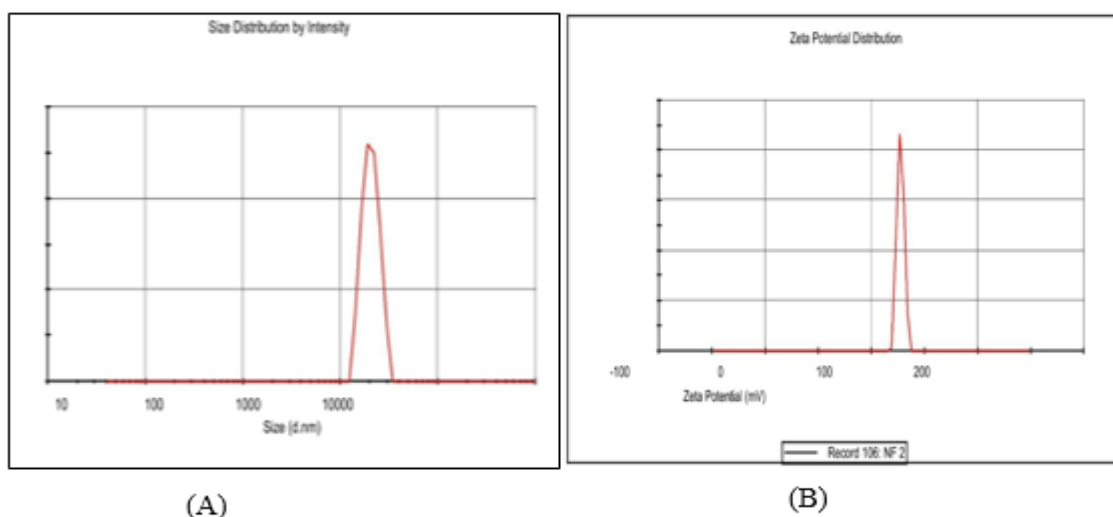 Size Distribution by Intensity
10 100 1000 10000
Size (d.nm)
(A)
Zeta Potential Distribution
-100 0 100 200
Zeta Potential (mV)
Record 106: NF 2
(B)